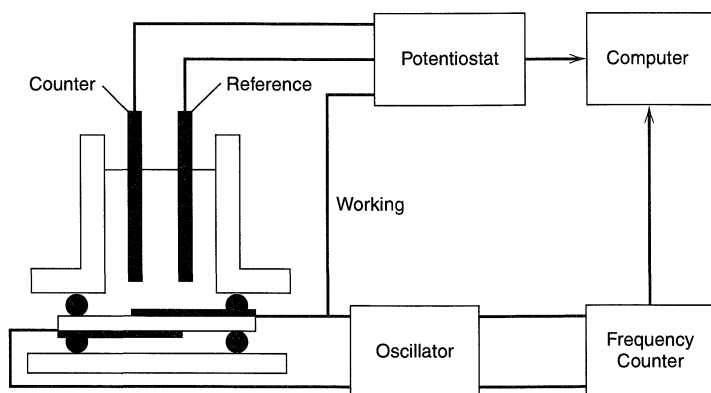 Counter
Reference
Potentiostat
Computer
Working
Oscillator
Frequency
Counter